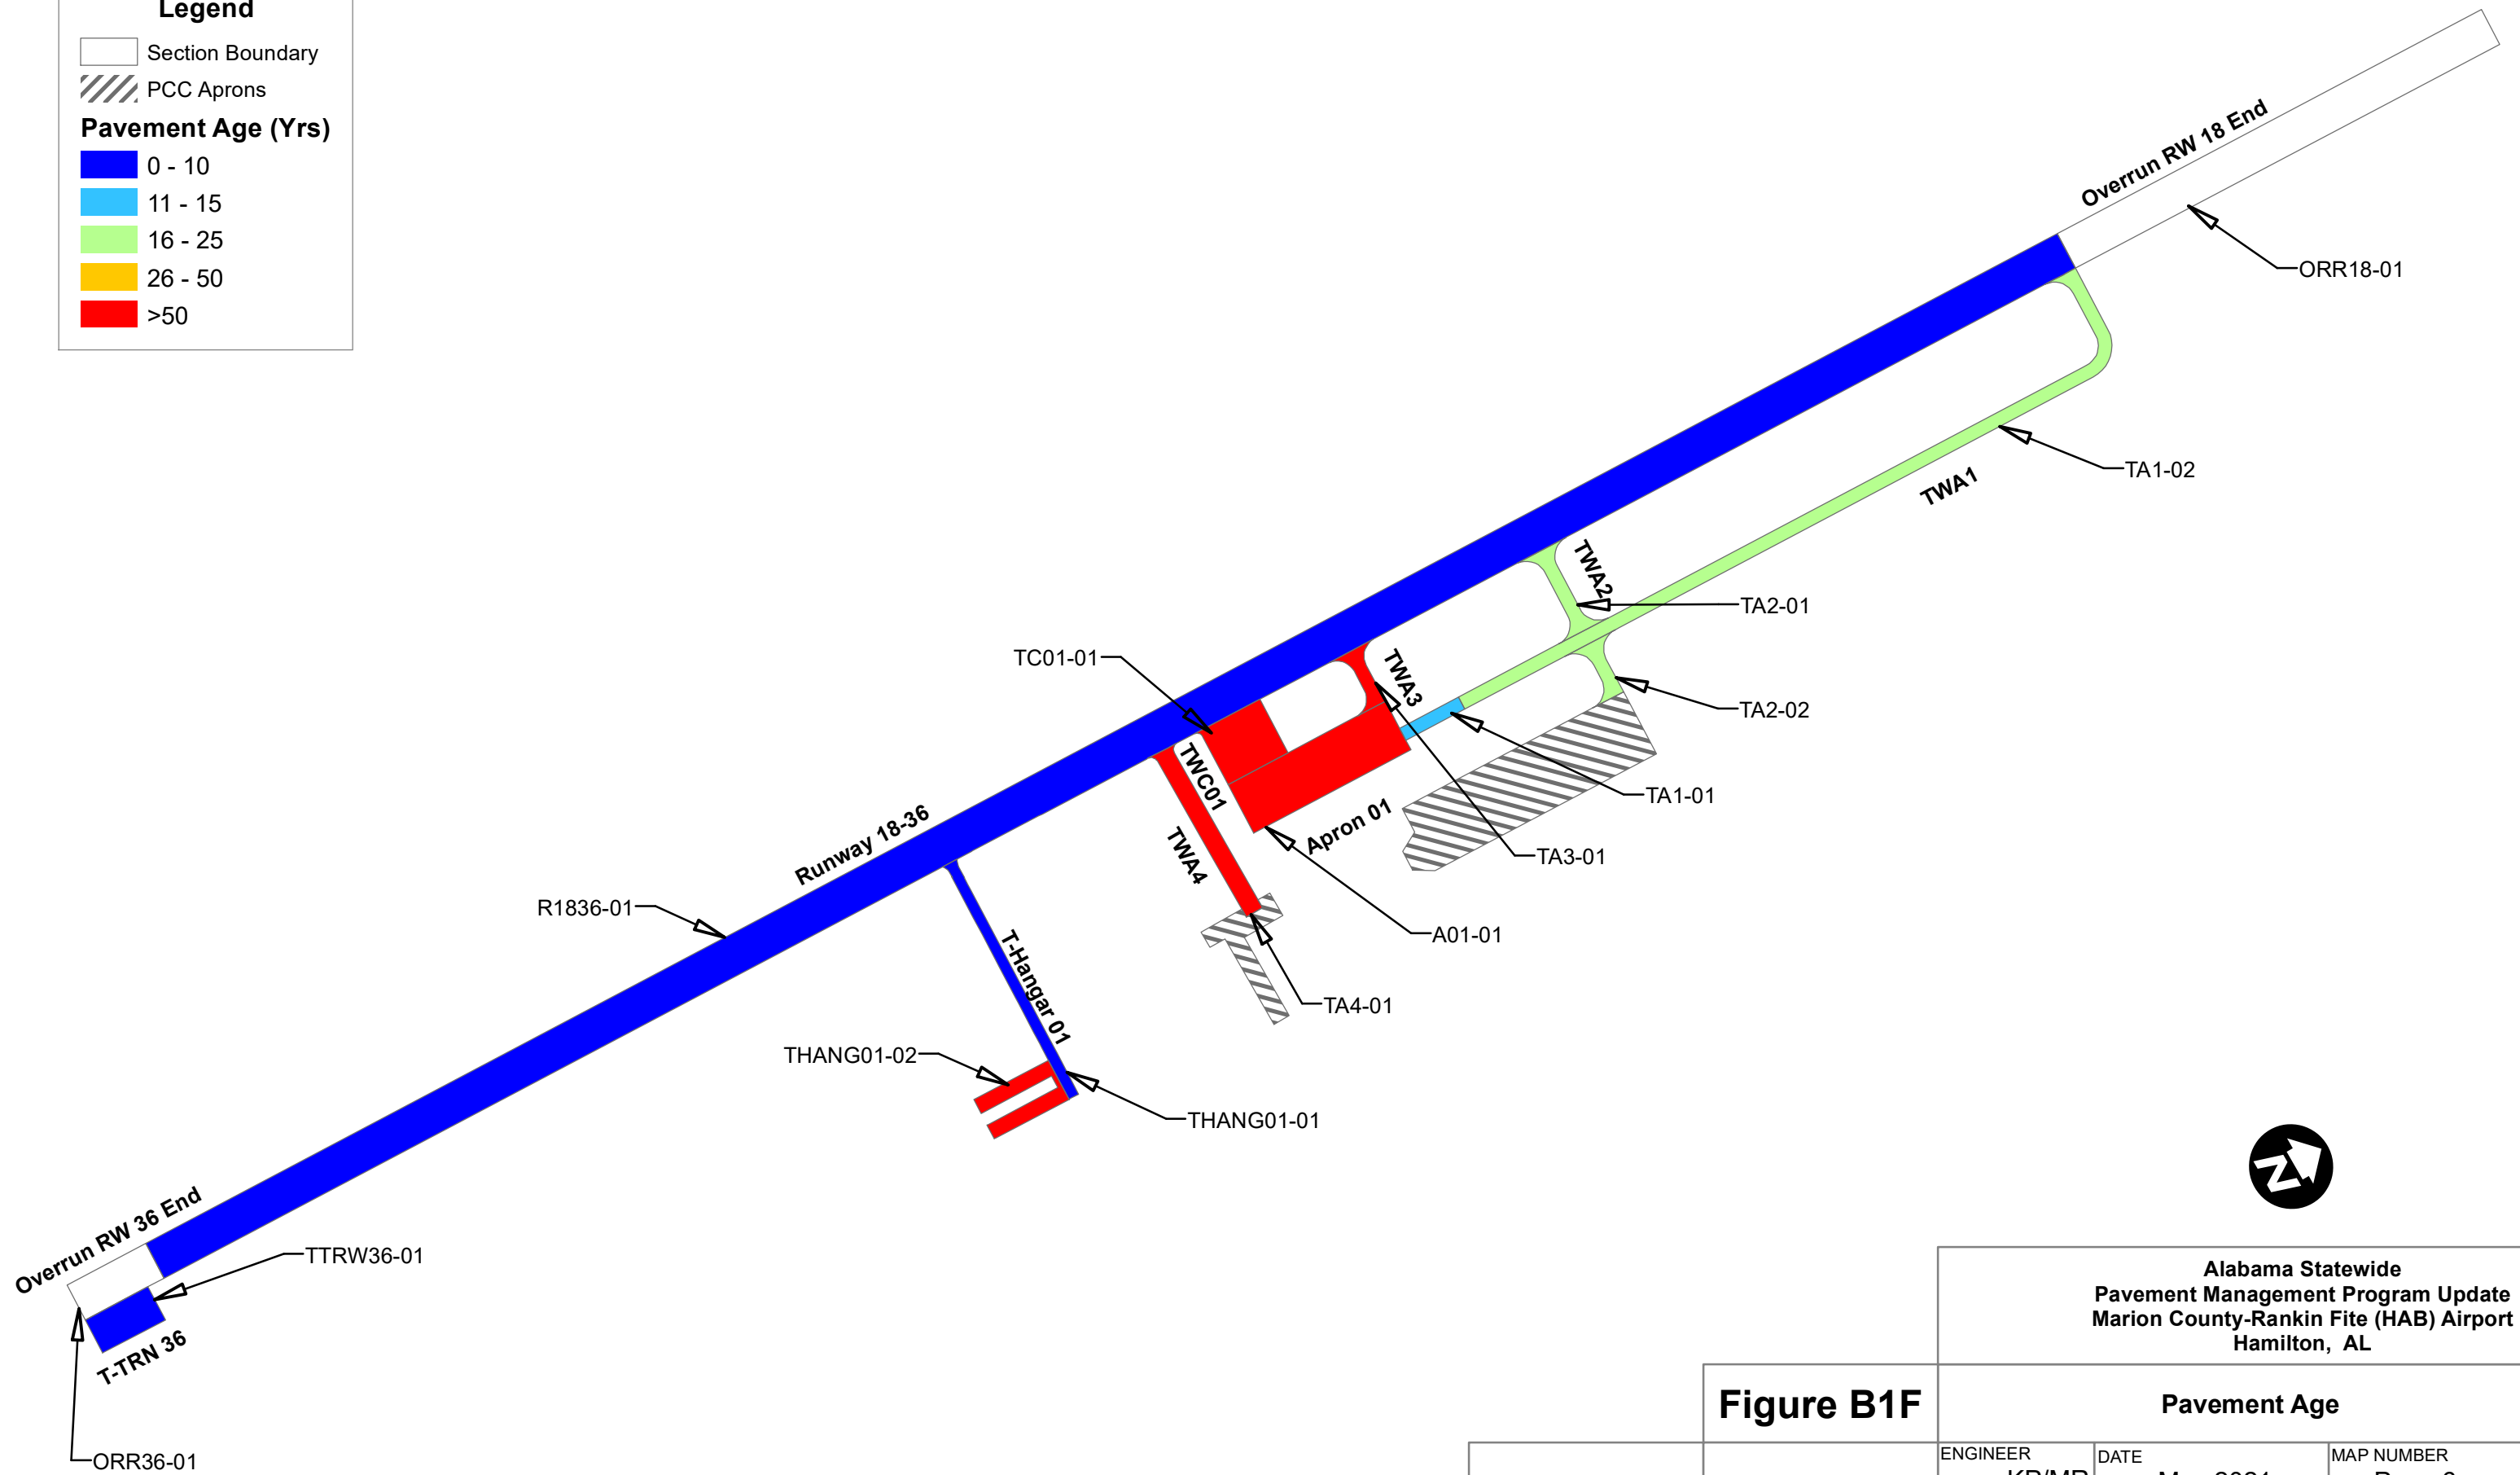 Legend
Section Boundary
PCC Aprons
Pavement Age (Yrs)
0 - 10
11 - 15
16 - 25
26 - 50
>50
Overrun RW 18 End
ORR18-01
TA1-02
TWA1
TWA2
TA2-01
TC01-01
TWA3
TA2-02
TWC01
TA1-01
Runway 18-36
Apron 01
TWA4
TA3-01
R1836-01
A01-01
T-Hangar 01
TA4-01
THANG01-02
THANG01-01
N
Overrun RW 36 End
TTRW36-01
T-TRN 36
ORR36-01
Alabama Statewide
Pavement Management Program Update
Marion County-Rankin Fite (HAB) Airport
Hamilton, AL
Figure B1F
Pavement Age
ENGINEER
DATE
MAP NUMBER